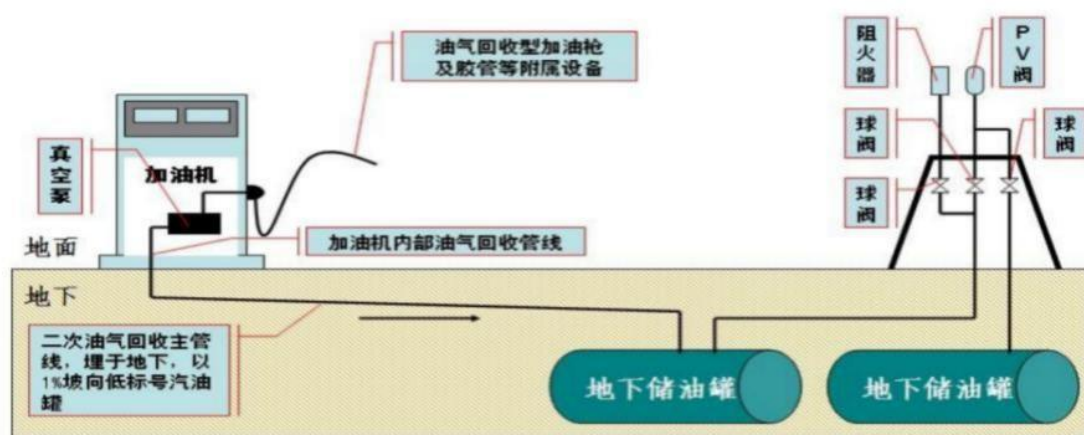 油气回收型加油枪
及胶管等附属设备
阻火器
PV阀
真空泵
加油机
球阀
球阀
球阀
地面
加油机内部油气回收管线
地下
二次油气回收主管
线，埋于地下，以
1%坡向低标号汽油
罐
地下储油罐
地下储油罐